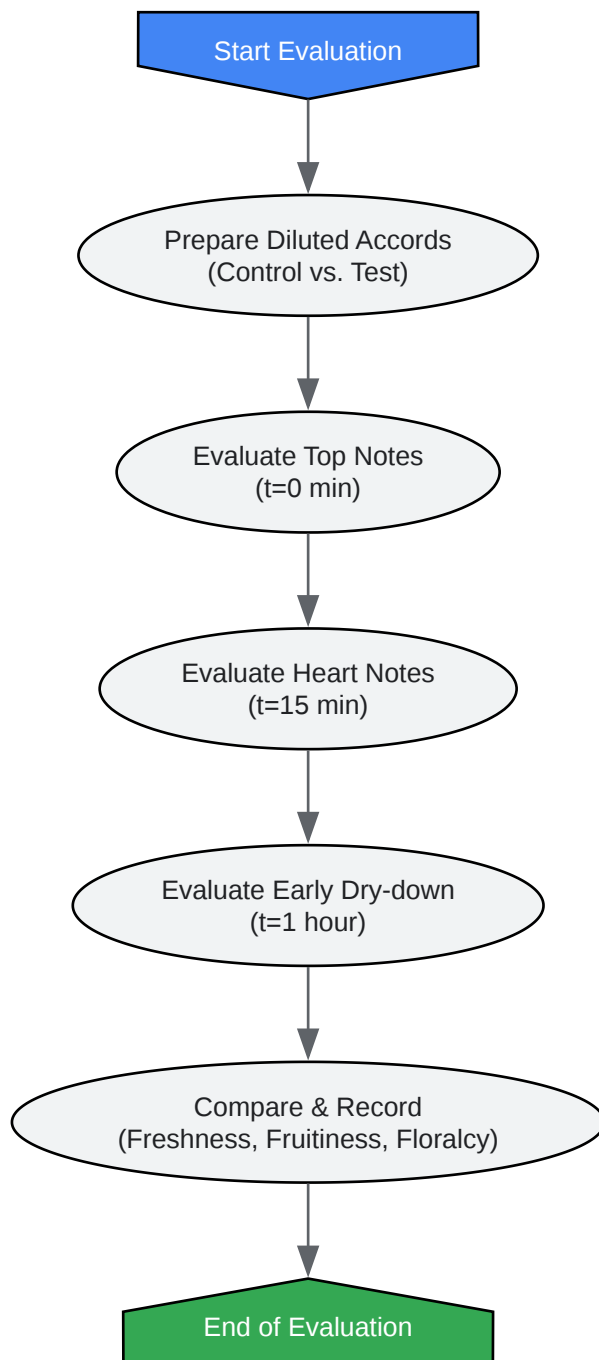 Start Evaluation
Prepare Diluted Accords
(Control vs. Test)
Evaluate Top Notes
(t=0 min)
Evaluate Heart Notes
(t=15 min)
Evaluate Early Dry-down
(t=1 hour)
Compare & Record
(Freshness, Fruitiness, Floralcy)
End of Evaluation